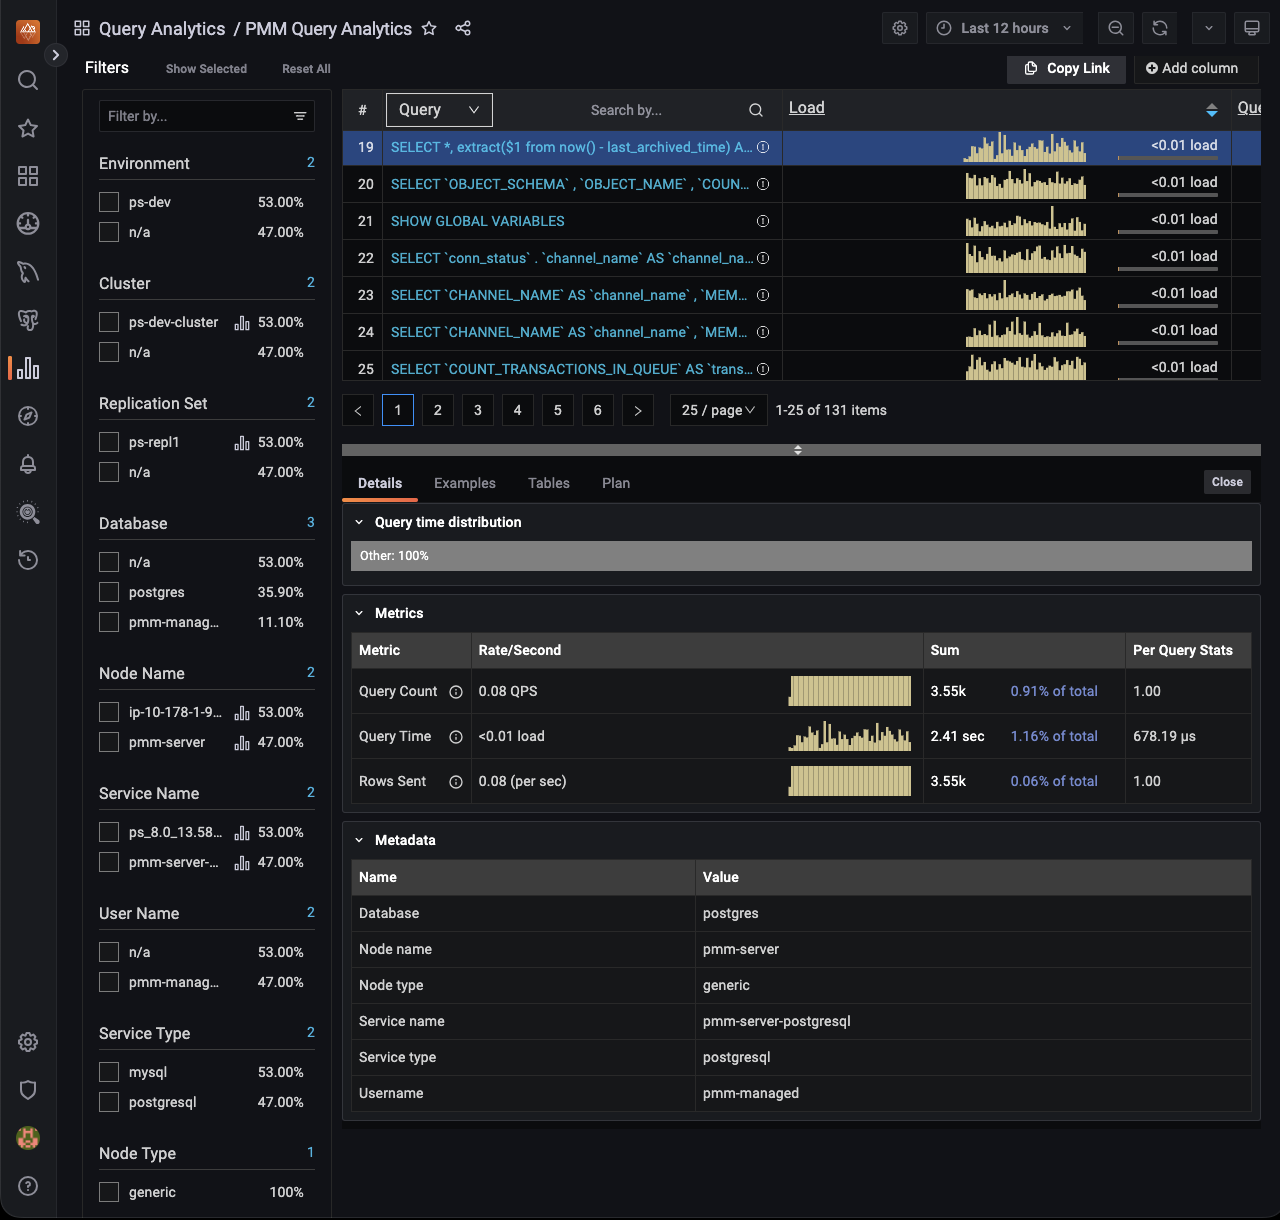 Query Analytics / PMM Query Analytics
Last 12 hours
Filters
Show Selected
Reset All
Copy Link
Add column
Filter by...
Environment 2
ps-dev 53.00%
n/a 47.00%
Cluster 2
ps-dev-cluster 53.00%
n/a 47.00%
Replication Set 2
ps-repl1 53.00%
n/a 47.00%
Database 3
n/a 53.00%
postgres 35.90%
pmm-manag... 11.10%
Node Name 2
ip-10-178-1-9... 53.00%
pmm-server 47.00%
Service Name 2
ps_8.0_13.58... 53.00%
pmm-server-... 47.00%
User Name 2
n/a 53.00%
pmm-manag... 47.00%
Service Type 2
mysql 53.00%
postgresql 47.00%
Node Type 1
generic 100%
# Query Search by... Load Que
19 SELECT *, extract($1 from now() - last_archived_time) A... <0.01 load
20 SELECT `OBJECT_SCHEMA` , `OBJECT_NAME` , `COUN... <0.01 load
21 SHOW GLOBAL VARIABLES <0.01 load
22 SELECT `conn_status` . `channel_name` AS `channel_na... <0.01 load
23 SELECT `CHANNEL_NAME` AS `channel_name` , `MEM... <0.01 load
24 SELECT `CHANNEL_NAME` AS `channel_name` , `MEM... <0.01 load
25 SELECT `COUNT_TRANSACTIONS_IN_QUEUE` AS `trans... <0.01 load
< 1 2 3 4 5 6 > 25 / page 1-25 of 131 items
Details Examples Tables Plan Close
Query time distribution
Other: 100%
Metrics
Metric Rate/Second Sum Per Query Stats
Query Count 0.08 QPS 3.55k 0.91% of total 1.00
Query Time <0.01 load 2.41 sec 1.16% of total 678.19 µs
Rows Sent 0.08 (per sec) 3.55k 0.06% of total 1.00
Metadata
Name Value
Database postgres
Node name pmm-server
Node type generic
Service name pmm-server-postgresql
Service type postgresql
Username pmm-managed